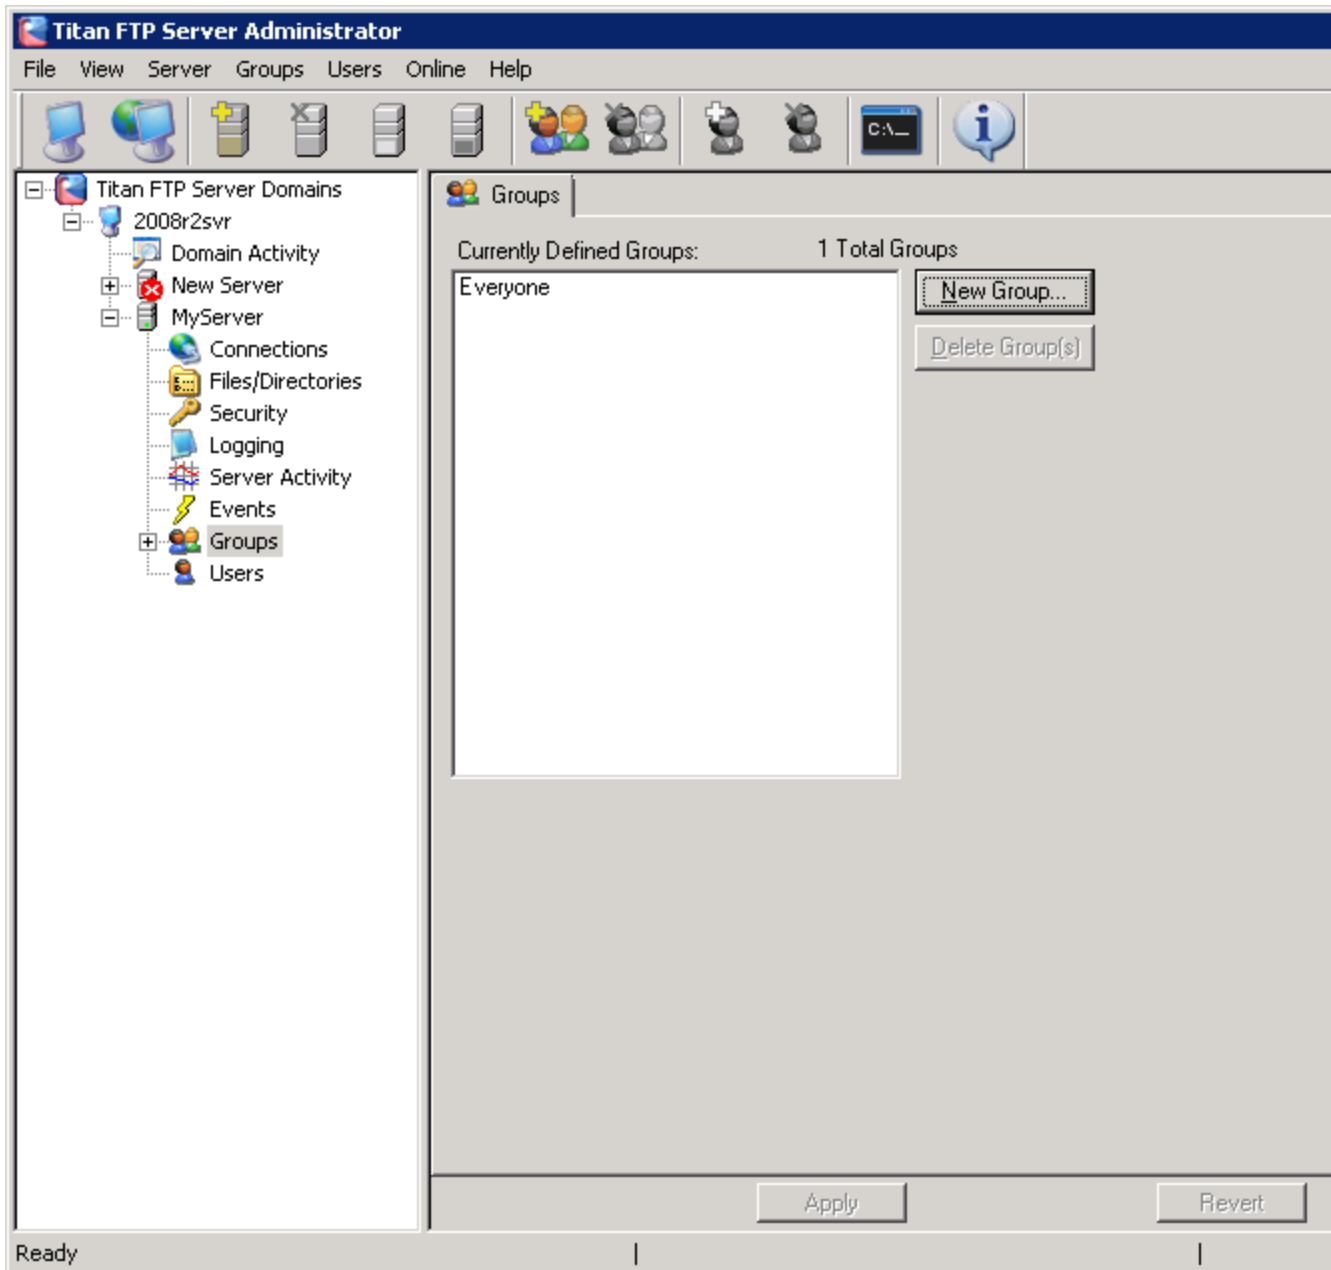 Titan FTP Server Administrator
File View Server Groups Users Online Help
C:\_
Titan FTP Server Domains
2008r2svr
Domain Activity
New Server
MyServer
Connections
Files/Directories
Security
Logging
Server Activity
Events
Groups
Users
Groups
Currently Defined Groups: 1 Total Groups
Everyone
New Group...
Delete Group(s)
Apply Revert
Ready